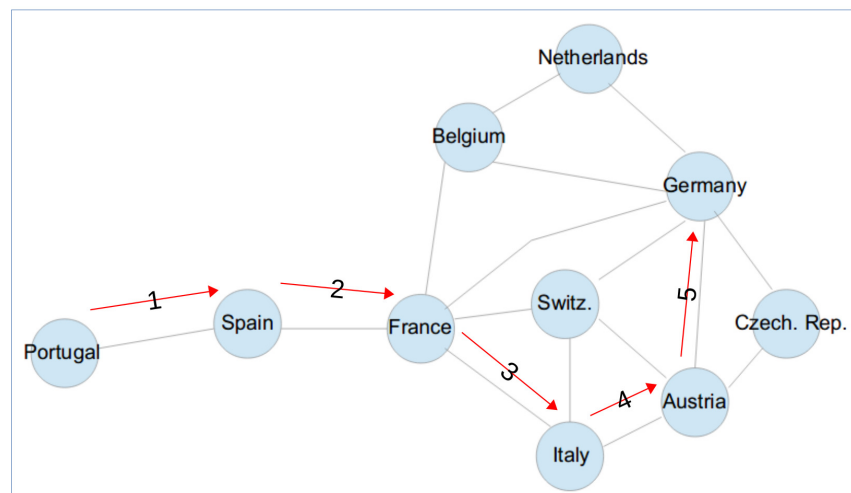 Netherlands
Belgium
Germany
1
2
Switz.
5
Spain
France
Czech. Rep.
Portugal
3
4
Austria
Italy